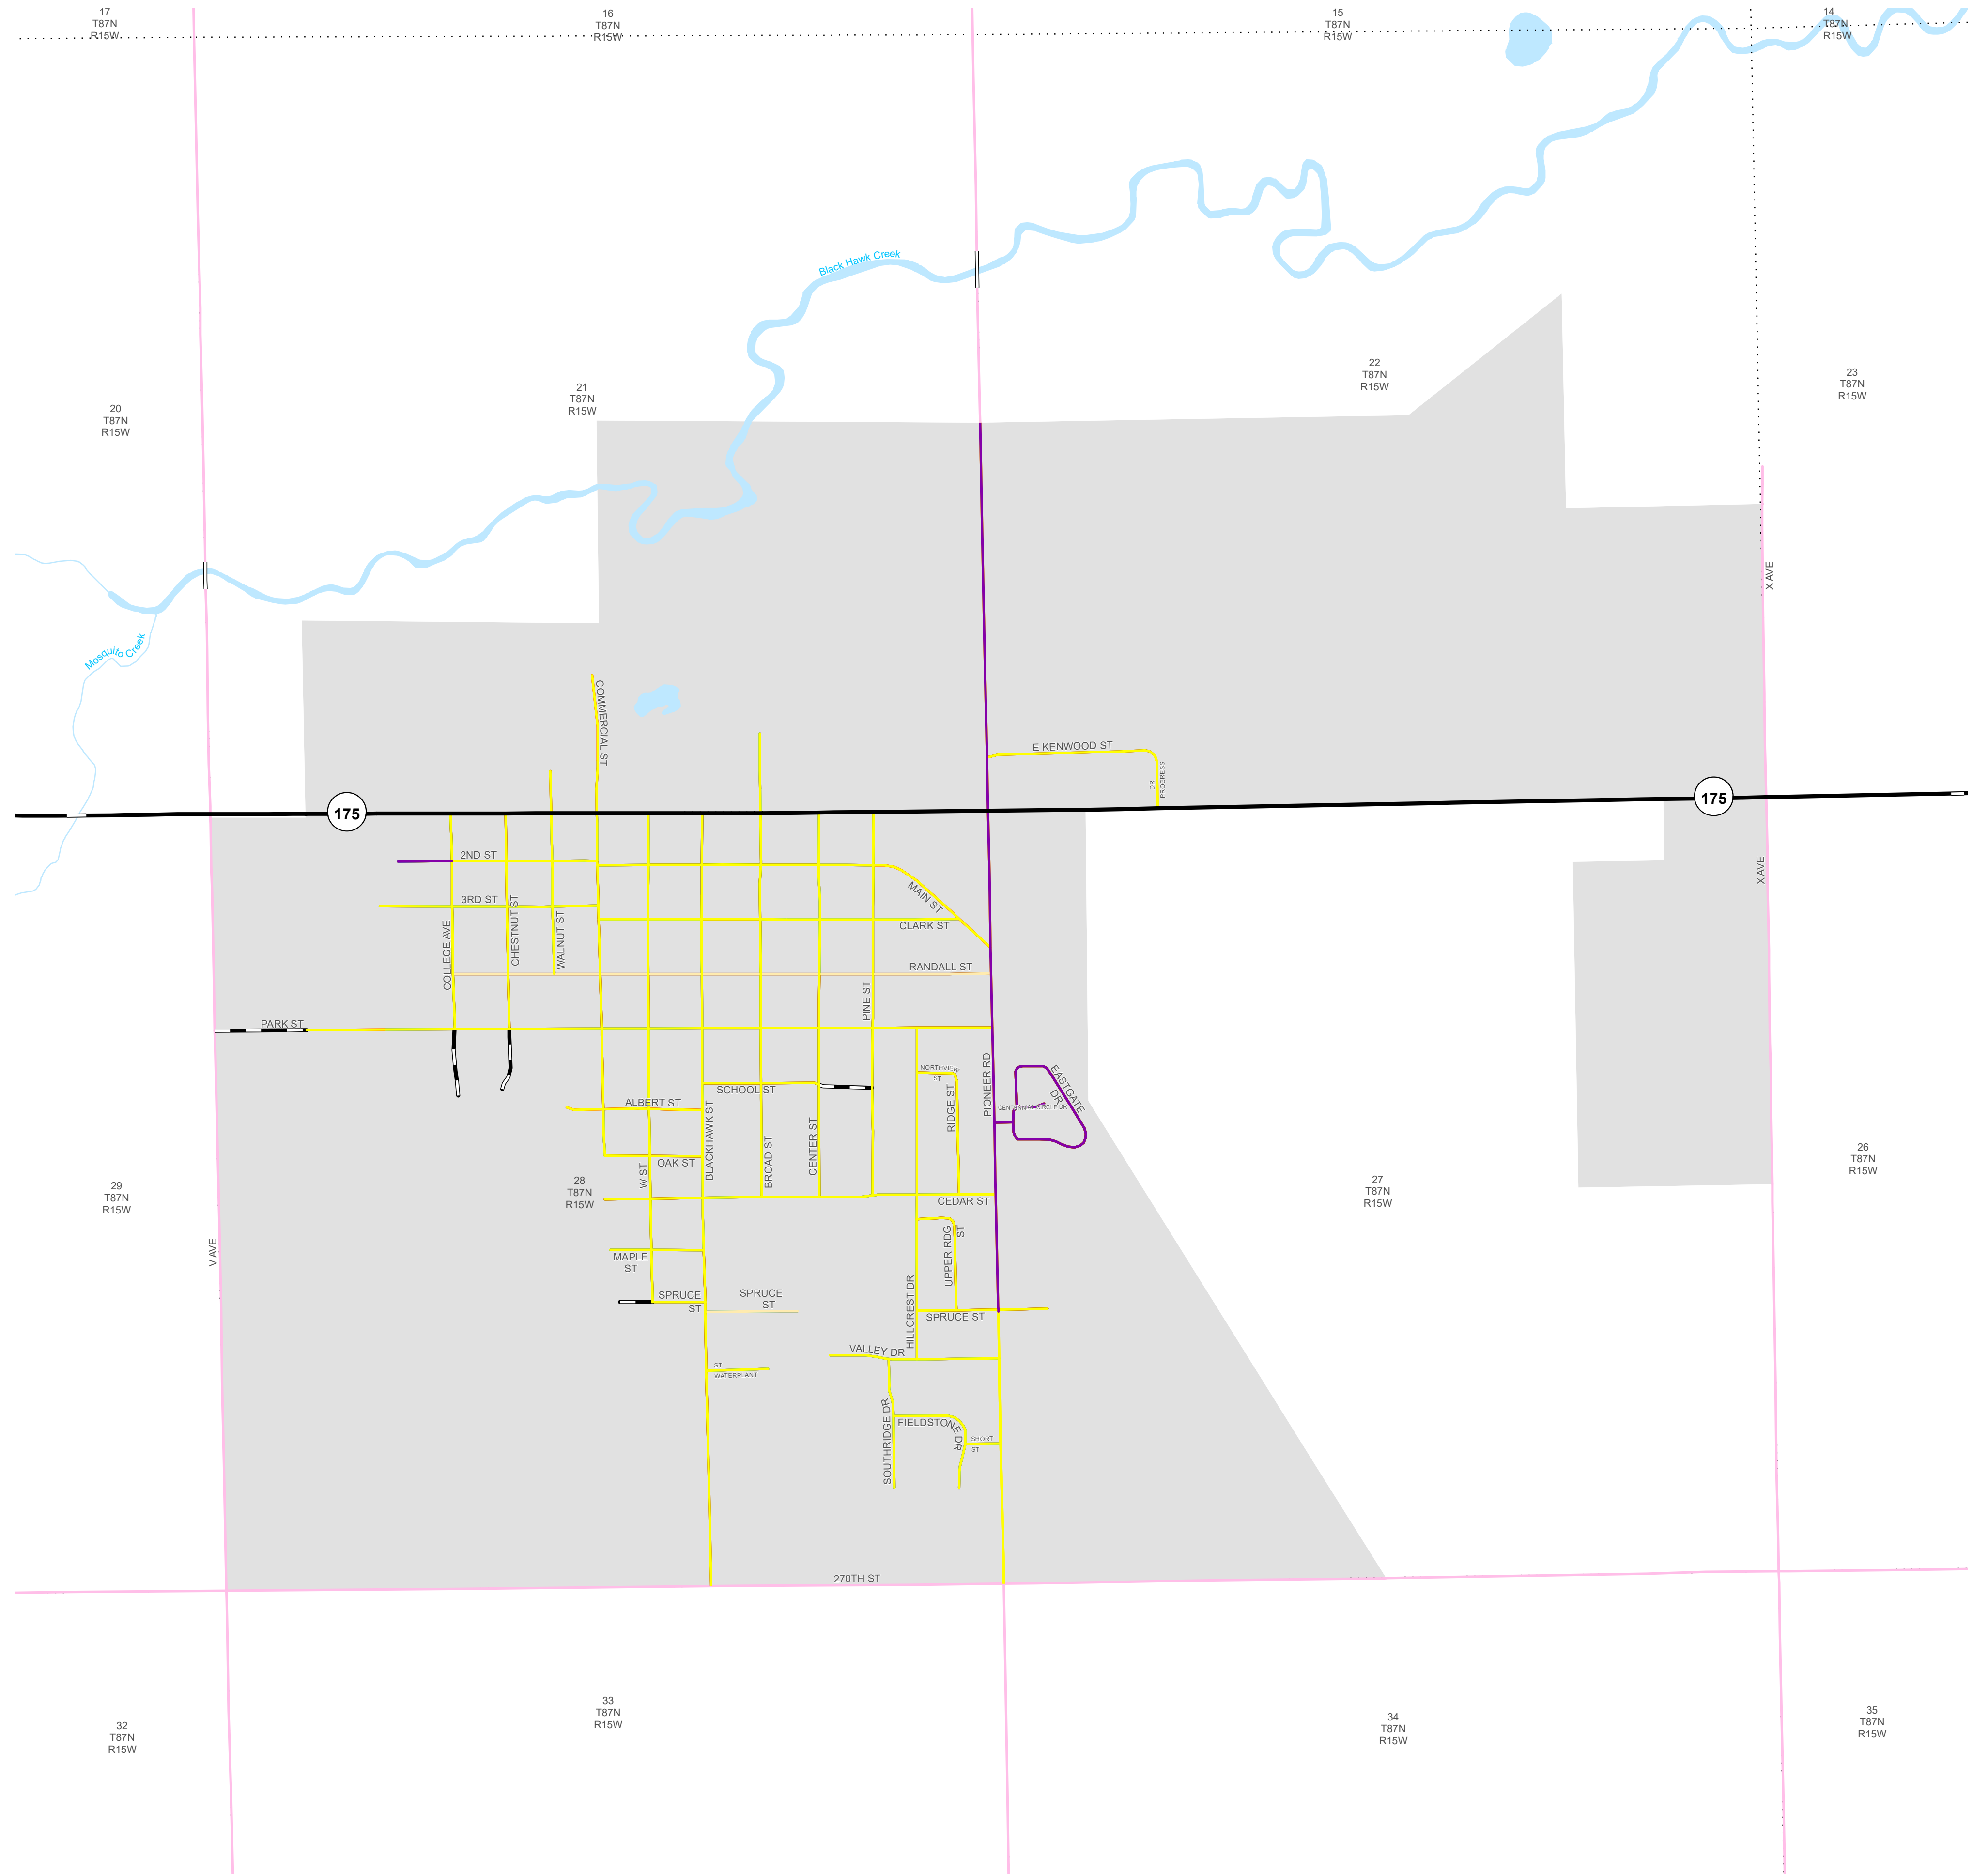 17
T87N
R15W
16
T87N
R15W
15
T87N
R15W
14
T87N
R15W
Black Hawk Creek
20
T87N
R15W
21
T87N
R15W
22
T87N
R15W
23
T87N
R15W
Mosquito Creek
X AVE
COMMERCIAL ST
E KENWOOD ST
DR
PROGRESS
175
175
2ND ST
3RD ST
MAIN ST
CLARK ST
X AVE
COLLEGE AVE
CHESTNUT ST
WALNUT ST
RANDALL ST
PINE ST
PARK ST
NORTHVIEW
ST
PIONEER RD
EASTGATE
DR
SCHOOL ST
ALBERT ST
RIDGE ST
CENTENN CIRCLE DR
BLACKHAWK ST
BROAD ST
CENTER ST
W ST
OAK ST
29
T87N
R15W
28
T87N
R15W
CEDAR ST
27
T87N
R15W
26
T87N
R15W
V AVE
MAPLE
ST
UPPER RDG
ST
HILLCREST DR
SPRUCE
ST
SPRUCE
ST
SPRUCE ST
VALLEY DR
ST
WATERPLANT
SOUTHRIDGE DR
FIELDSTONE DR
SHORT
ST
270TH ST
32
T87N
R15W
33
T87N
R15W
34
T87N
R15W
35
T87N
R15W